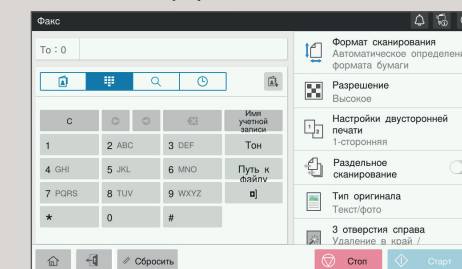 Факс
To : 0
C
Имя
учетной
записи
1
2 ABC
3 DEF
Тон
4 GHI
5 JKL
6 MNO
Путь к
файлу
7 PQRS
8 TUV
9 WXYZ
*
0
#
Сбросить
Формат сканирования
Автоматическое определени
формата бумаги
Разрешение
Высокое
Настройки двусторонней
печати
1-сторонняя
Раздельное
сканирование
Тип оригинала
Текст/фото
3 отверстия справа
Удаление в край /
Стоп
Старт